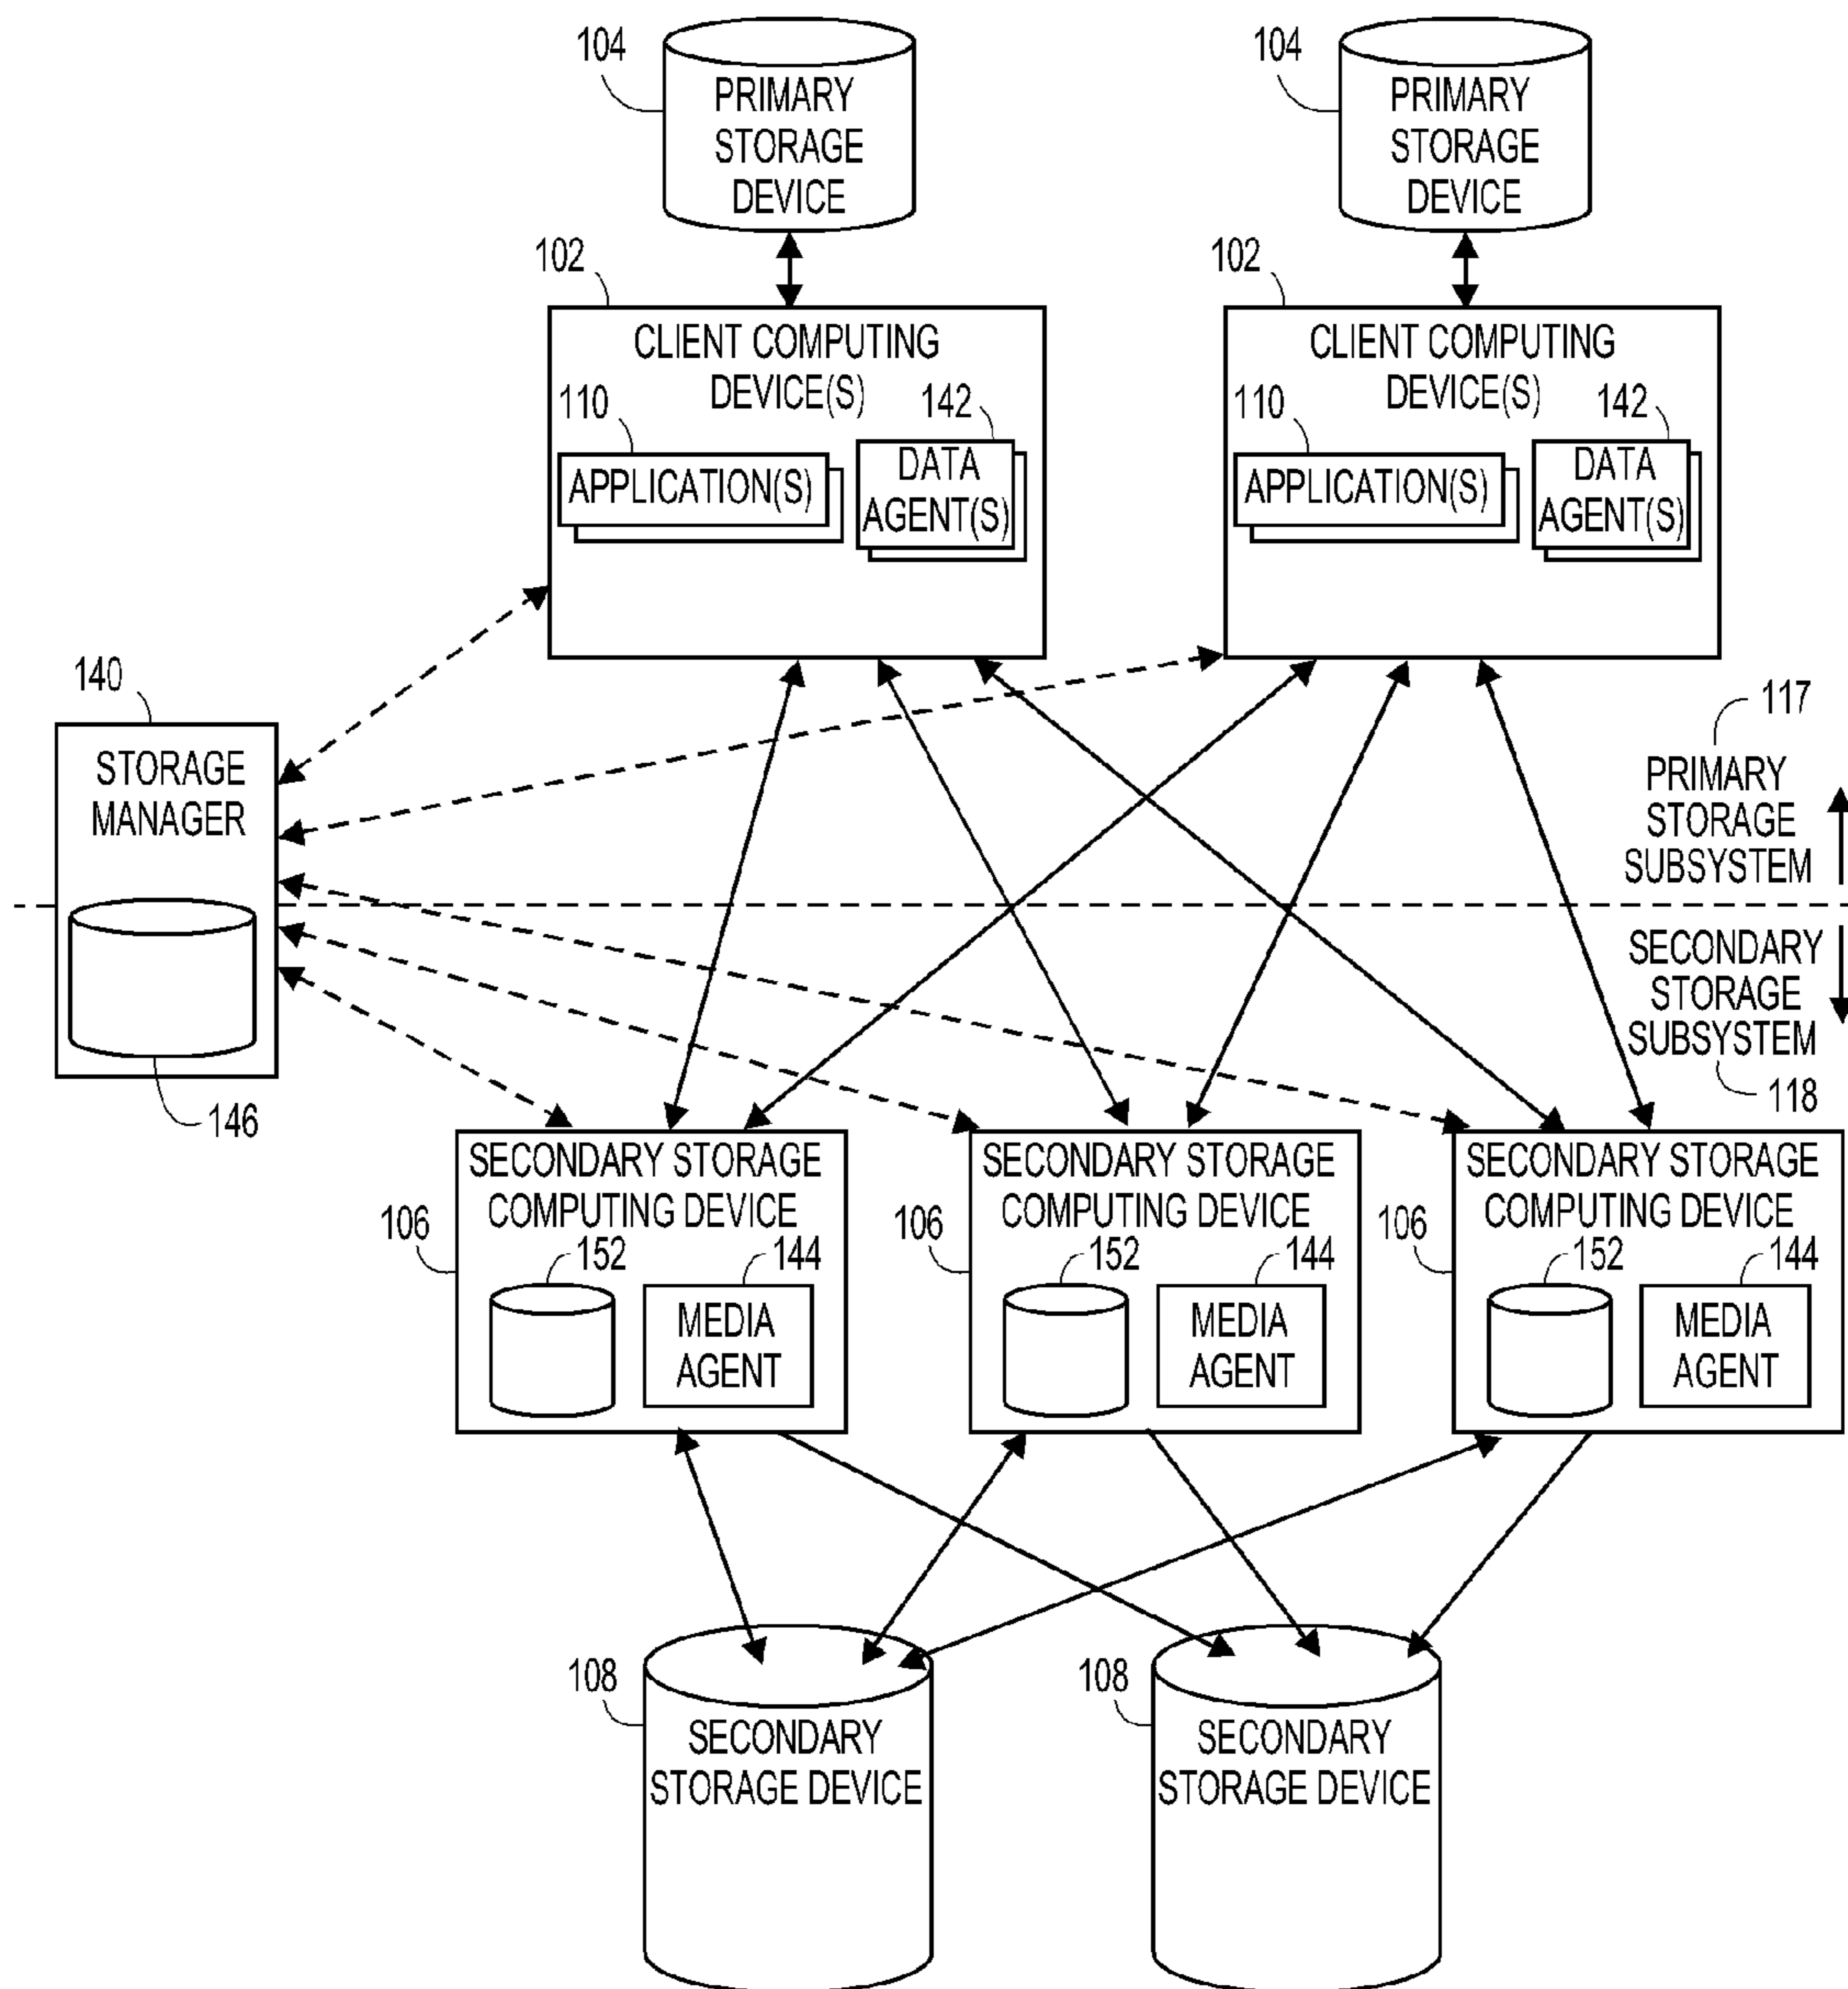 104
PRIMARY
STORAGE
DEVICE
104
PRIMARY
STORAGE
DEVICE
102
CLIENT COMPUTING
DEVICE(S)
110
142
APPLICATION(S)
DATA
AGENT(S)
102
CLIENT COMPUTING
DEVICE(S)
110
142
APPLICATION(S)
DATA
AGENT(S)
140
STORAGE
MANAGER
146
117
PRIMARY
STORAGE
SUBSYSTEM
SECONDARY
STORAGE
SUBSYSTEM
118
SECONDARY STORAGE
COMPUTING DEVICE
106
152
144
MEDIA
AGENT
SECONDARY STORAGE
COMPUTING DEVICE
106
152
144
MEDIA
AGENT
SECONDARY STORAGE
COMPUTING DEVICE
106
152
144
MEDIA
AGENT
108
SECONDARY
STORAGE DEVICE
108
SECONDARY
STORAGE DEVICE